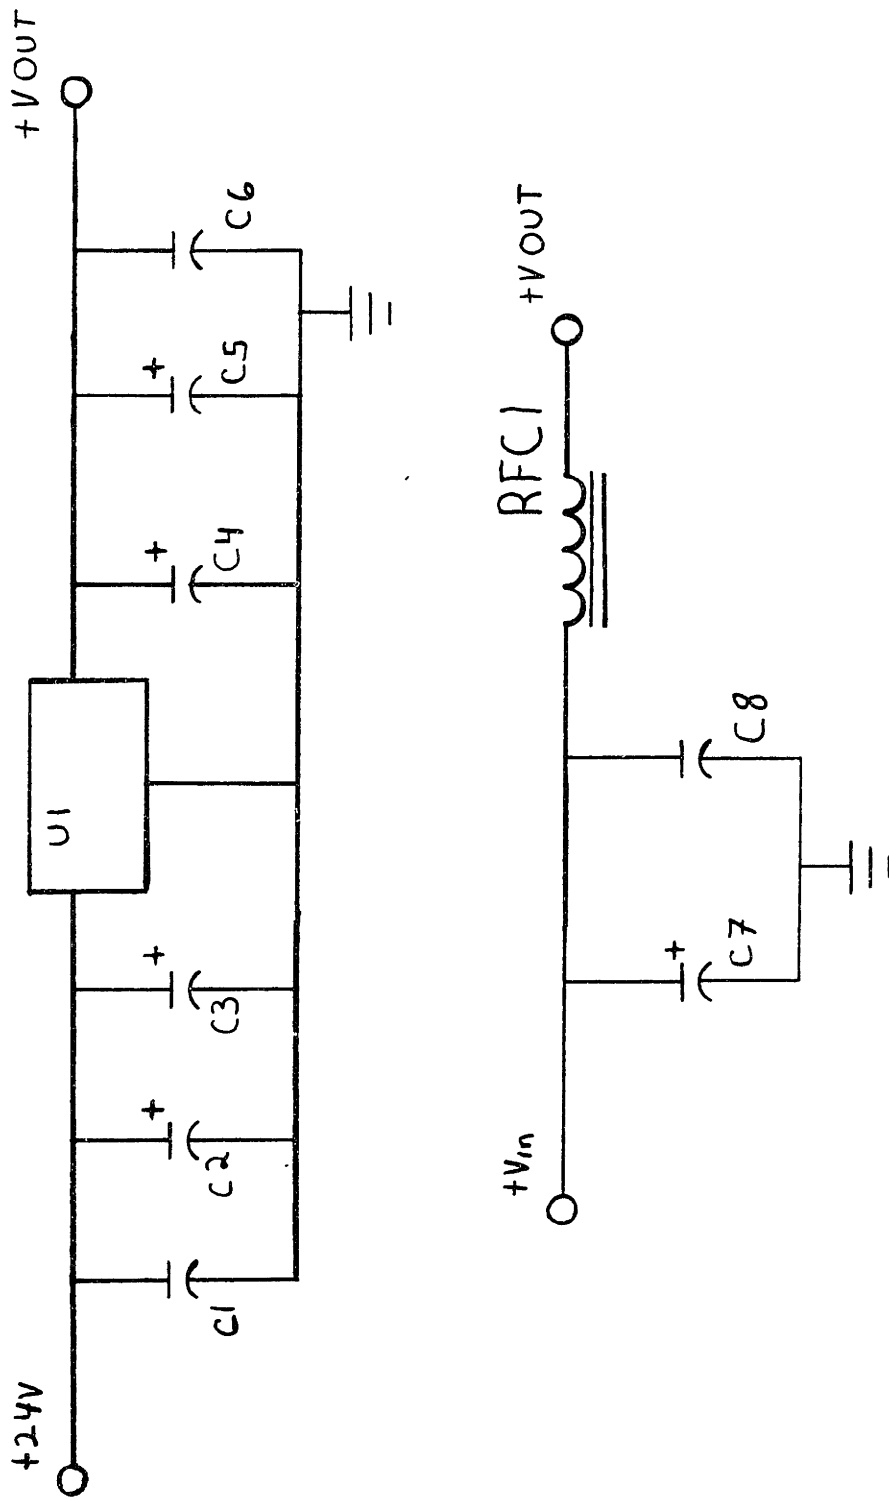 +24V
C1
C2
+
C3
+
U1
C4
+
C5
+
C6
+VOUT
+Vin
C7
+
C8
RFC1
+VOUT